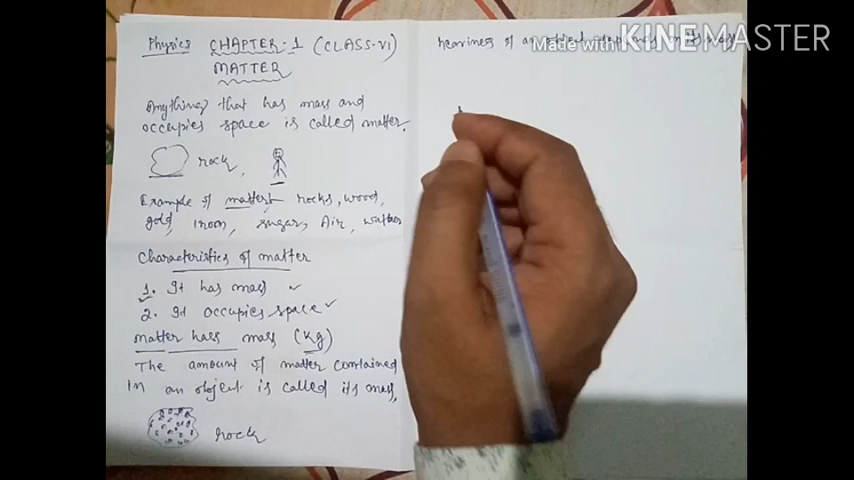 Physics CHAPTER-1 (CLASS-VI)
MATTER
Anything that has mass and
occupies space is called matter.
rock,
Example of matter rocks, wood,
gold, Iron, sugar, Air, water
Characteristics of matter
1. It has mass
2. It occupies space
matter hass mass (Kg)
The amount of matter contained
In an object is called its mass,
rock
heaviness of an object
Made with KINEMASTER